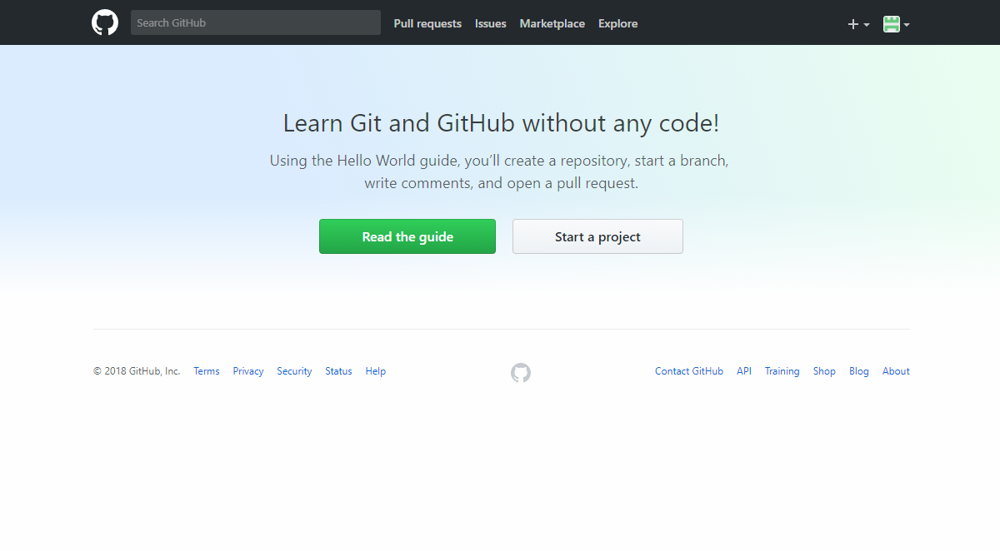 Search GitHub Pull requests Issues Marketplace Explore
Learn Git and GitHub without any code!
Using the Hello World guide, you’ll create a repository, start a branch,
write comments, and open a pull request.
Read the guide Start a project
© 2018 GitHub, Inc. Terms Privacy Security Status Help Contact GitHub API Training Shop Blog About